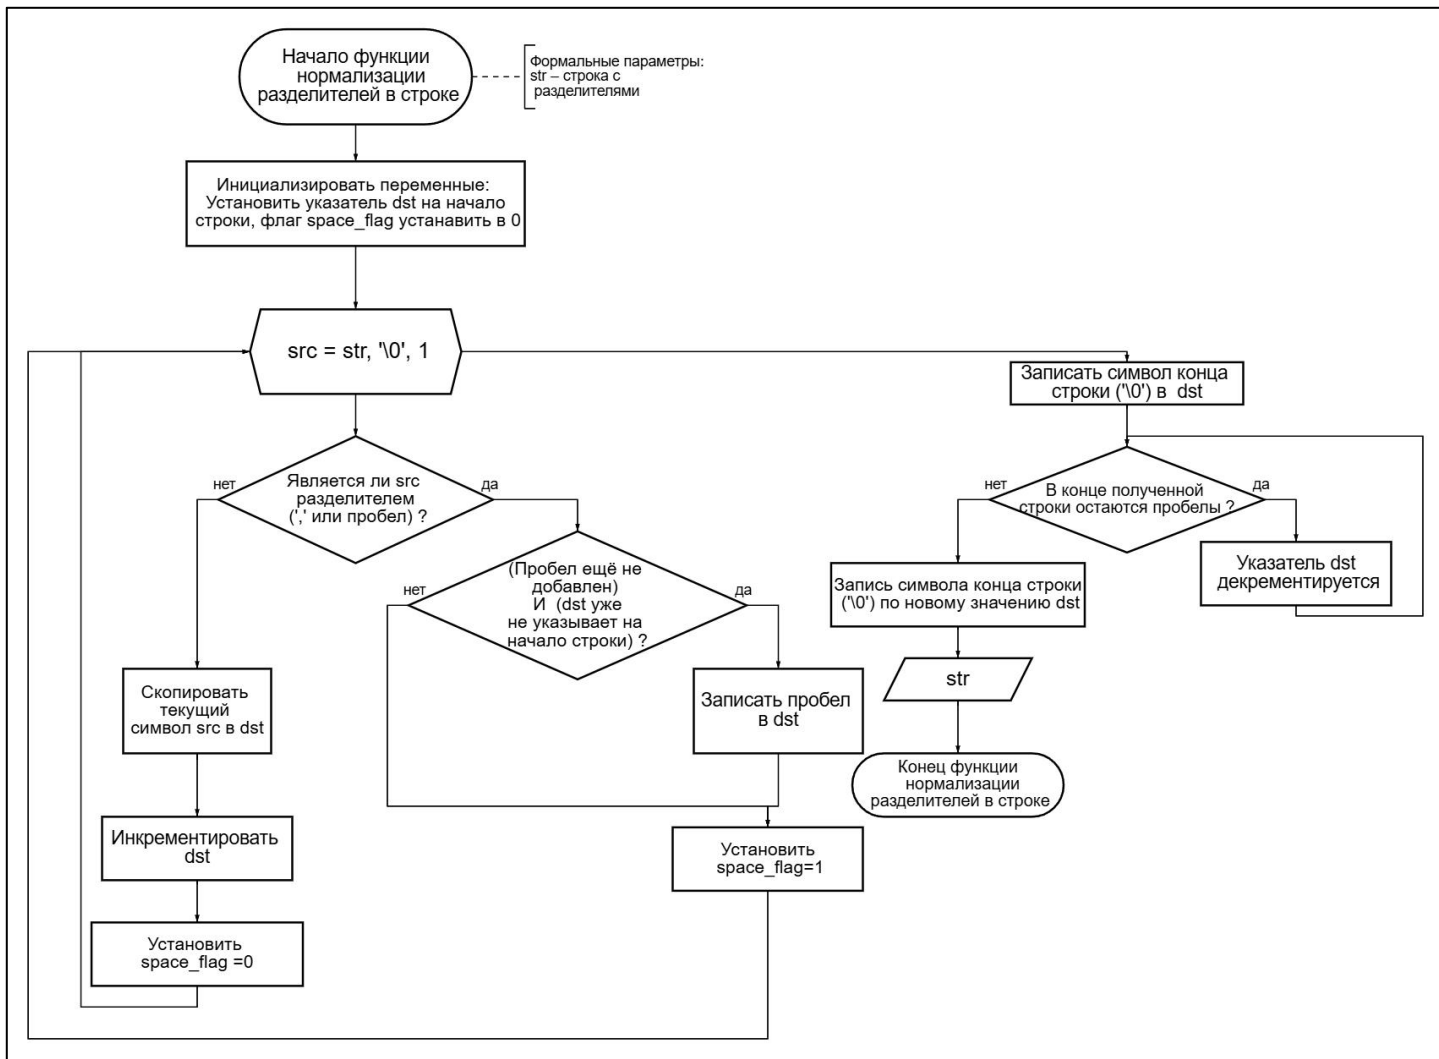 Начало функции
нормализации
разделителей в строке
Формальные параметры:
str – строка с
разделителями
Инициализировать переменные:
Установить указатель dst на начало
строки, флаг space_flag устанавить в 0
src = str, '\0', 1
Записать символ конца
строки ('\0') в dst
нет
Является ли src
разделителем
(',' или пробел) ?
да
нет
В конце полученной
строки остаются пробелы ?
да
нет
(Пробел ещё не
добавлен)
И (dst уже
не указывает на
начало строки) ?
да
Указатель dst
декрементируется
Запись символа конца строки
('\0') по новому значению dst
str
Скопировать
текущий
символ src в dst
Записать пробел
в dst
Конец функции
нормализации
разделителей в строке
Инкрементировать
dst
Установить
space_flag=1
Установить
space_flag =0